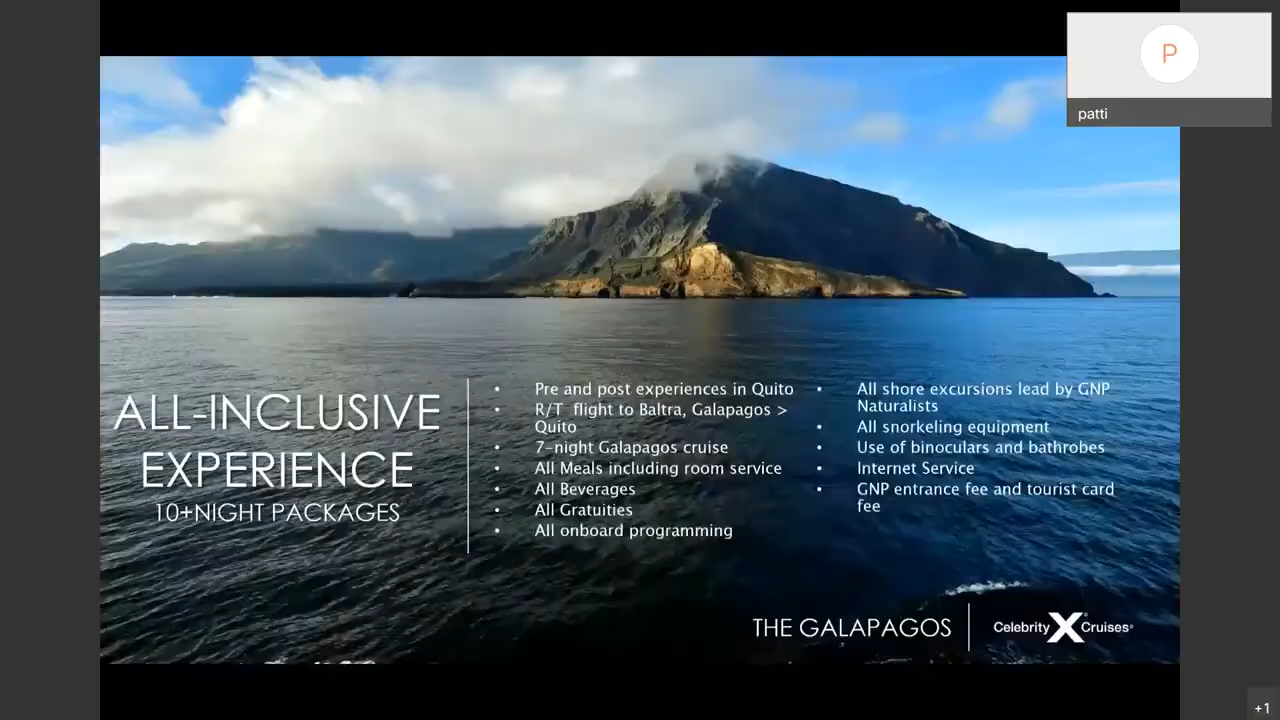 P
patti
ALL-INCLUSIVE
EXPERIENCE
10+NIGHT PACKAGES
• Pre and post experiences in Quito
• R/T flight to Baltra, Galapagos >
Quito
• 7-night Galapagos cruise
• All Meals including room service
• All Beverages
• All Gratuities
• All onboard programming
• All shore excursions lead by GNP
Naturalists
• All snorkeling equipment
• Use of binoculars and bathrobes
• Internet Service
• GNP entrance fee and tourist card
fee
THE GALAPAGOS
Celebrity X Cruises®
+1